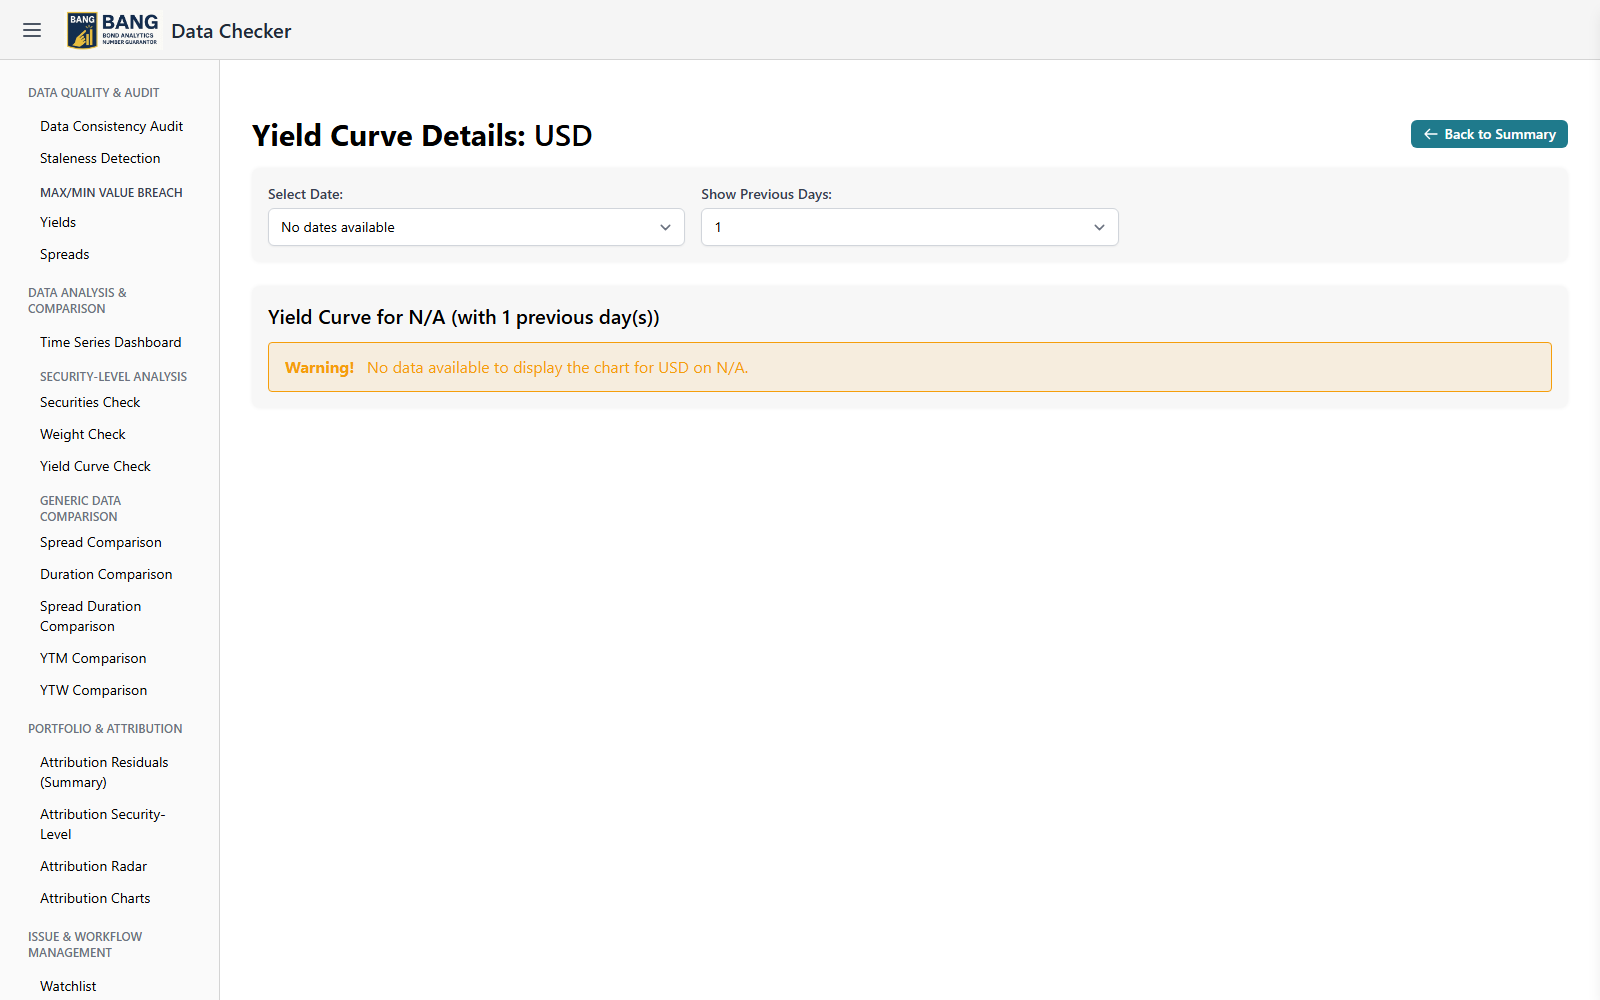 BANG
BANG
BOND ANALYTICS
NUMBER GUARANTOR
Data Checker
DATA QUALITY & AUDIT
Data Consistency Audit
Staleness Detection
MAX/MIN VALUE BREACH
Yields
Spreads
DATA ANALYSIS &
COMPARISON
Time Series Dashboard
SECURITY-LEVEL ANALYSIS
Securities Check
Weight Check
Yield Curve Check
GENERIC DATA
COMPARISON
Spread Comparison
Duration Comparison
Spread Duration
Comparison
YTM Comparison
YTW Comparison
PORTFOLIO & ATTRIBUTION
Attribution Residuals
(Summary)
Attribution Security-
Level
Attribution Radar
Attribution Charts
ISSUE & WORKFLOW
MANAGEMENT
Watchlist
Yield Curve Details: USD
← Back to Summary
Select Date:
No dates available
Show Previous Days:
1
Yield Curve for N/A (with 1 previous day(s))
Warning! No data available to display the chart for USD on N/A.